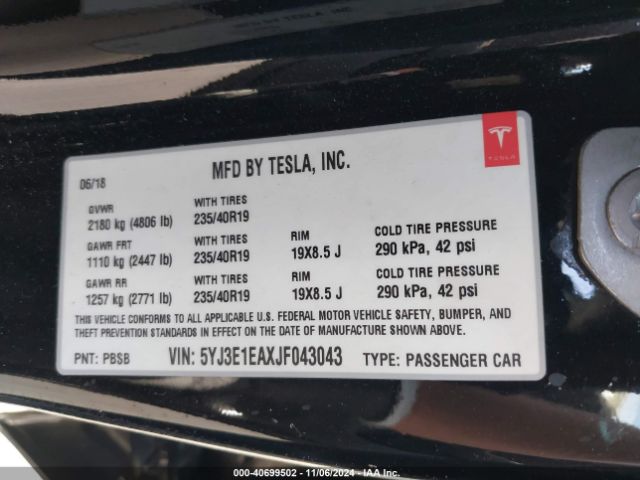 MFD BY TESLA, INC.
TESLA
06/18
GVWR
2180 kg (4806 lb)
WITH TIRES
235/40R19
GAWR FRT
1110 kg (2447 lb)
WITH TIRES
235/40R19
RIM
19X8.5 J
COLD TIRE PRESSURE
290 kPa, 42 psi
GAWR RR
1257 kg (2771 lb)
WITH TIRES
235/40R19
RIM
19X8.5 J
COLD TIRE PRESSURE
290 kPa, 42 psi
THIS VEHICLE CONFORMS TO ALL APPLICABLE U.S. FEDERAL MOTOR VEHICLE SAFETY, BUMPER, AND
THEFT PREVENTION STANDARDS IN EFFECT ON THE DATE OF MANUFACTURE SHOWN ABOVE.
PNT: PBSB VIN: 5YJ3E1EAXJF043043 TYPE: PASSENGER CAR
000-40699502 - 11/06/2024 - IAA Corp.